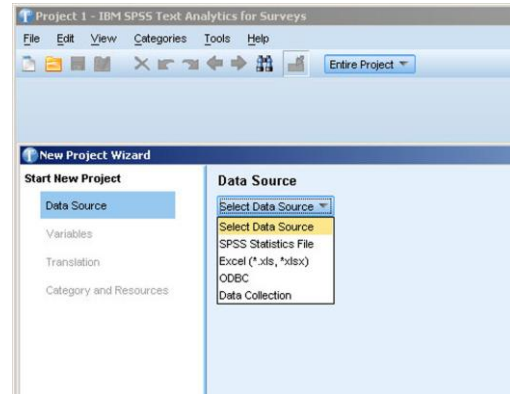 Project 1 - IBM SPSS Text Analytics for Surveys
File Edit View Categories Tools Help
Entire Project
New Project Wizard
Start New Project
Data Source
Variables
Translation
Category and Resources
Data Source
Select Data Source
Select Data Source
SPSS Statistics File
Excel (*.xls, *xlsx)
ODBC
Data Collection